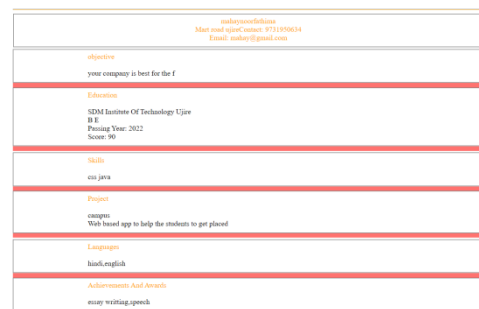 Mart road ujireContact: 9731950634
Email: mahay@gmail.com
objective
your company is best for the f
Education
SDM Institute Of Technology Ujire
B E
Passing Year: 2022
Score: 90
Skills
css java
Project
campus
Web based app to help the students to get placed
Languages
hindi,english
Achievements And Awards
essay writting,speech